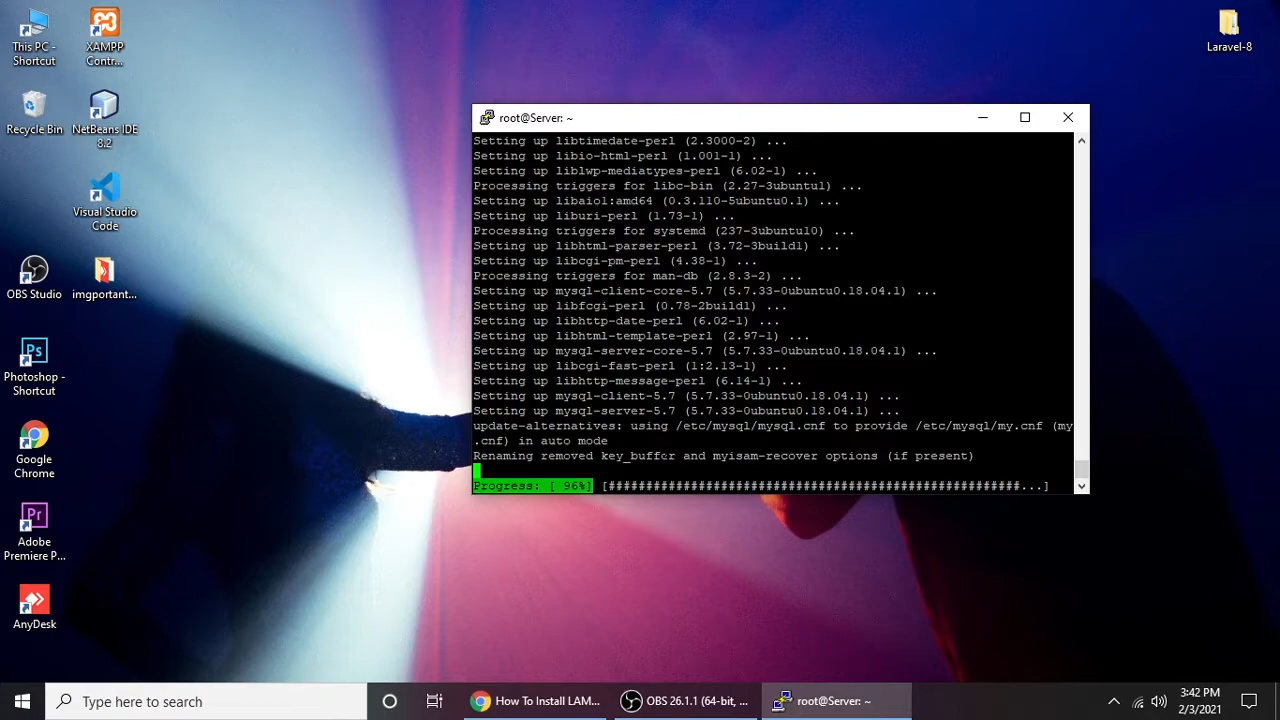 This PC -
Shortcut
XAMPP
Contr...
Laravel-8
Recycle Bin
NetBeans IDE
8.2
Visual Studio
Code
OBS Studio
imgportant...
Ps
Photoshop -
Shortcut
Google
Chrome
Pr
Adobe
Premiere P...
AnyDesk
root@Server: ~
Setting up libtimedate-perl (2.3000-2) ...
Setting up libio-html-perl (1.001-1) ...
Setting up liblwp-mediatypes-perl (6.02-1) ...
Processing triggers for libc-bin (2.27-3ubuntu1) ...
Setting up libaio1:amd64 (0.3.110-5ubuntu0.1) ...
Setting up liburi-perl (1.73-1) ...
Processing triggers for systemd (237-3ubuntu10) ...
Setting up libhtml-parser-perl (3.72-3build1) ...
Setting up libcgi-pm-perl (4.38-1) ...
Processing triggers for man-db (2.8.3-2) ...
Setting up mysql-client-core-5.7 (5.7.33-0ubuntu0.18.04.1) ...
Setting up libfcgi-perl (0.78-2build1) ...
Setting up libhttp-date-perl (6.02-1) ...
Setting up libhtml-template-perl (2.97-1) ...
Setting up mysql-server-core-5.7 (5.7.33-0ubuntu0.18.04.1) ...
Setting up libcgi-fast-perl (1:2.13-1) ...
Setting up libhttp-message-perl (6.14-1) ...
Setting up mysql-client-5.7 (5.7.33-0ubuntu0.18.04.1) ...
Setting up mysql-server-5.7 (5.7.33-0ubuntu0.18.04.1) ...
update-alternatives: using /etc/mysql/mysql.cnf to provide /etc/mysql/my.cnf (my
.cnf) in auto mode
Renaming removed key_buffer and myisam-recover options (if present)
Progress: [ 96%] [#######################################################...]
Type here to search
How To Install LAM...
OBS 26.1.1 (64-bit, ...
root@Server: ~
3:42 PM
2/3/2021